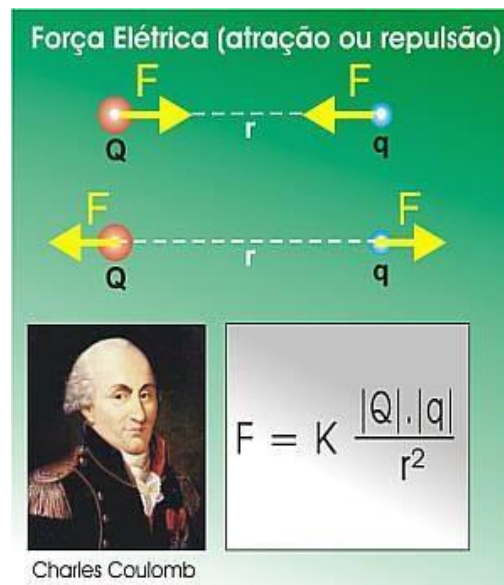 Força Elétrica (atração ou repulsão)
F F
r
Q q
F F
r
Q q
F = K |Q|.|q| / r²
Charles Coulomb